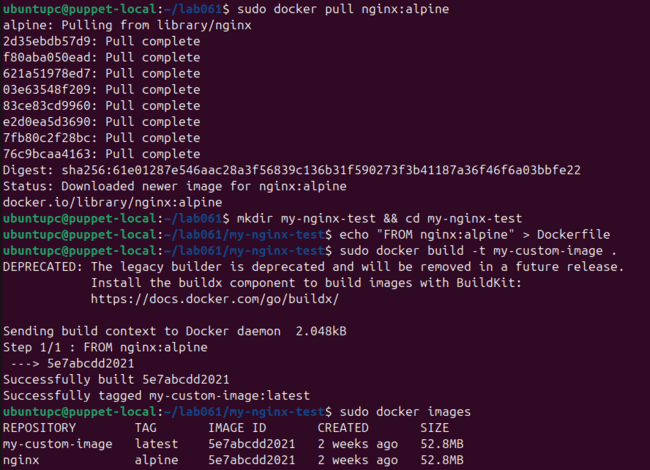 ubuntupc@puppet-local:~/lab061$ sudo docker pull nginx:alpine
alpine: Pulling from library/nginx
2d35ebdb57d9: Pull complete
f80aba050ead: Pull complete
621a51978ed7: Pull complete
03e63548f209: Pull complete
83ce83cd9960: Pull complete
e2d0ea5d3690: Pull complete
7fb80c2f28bc: Pull complete
76c9bcaa4163: Pull complete
Digest: sha256:61e01287e546aac28a3f56839c136b31f590273f3b41187a36f46f6a03bbfe22
Status: Downloaded newer image for nginx:alpine
docker.io/library/nginx:alpine
ubuntupc@puppet-local:~/lab061$ mkdir my-nginx-test && cd my-nginx-test
ubuntupc@puppet-local:~/lab061/my-nginx-test$ echo "FROM nginx:alpine" > Dockerfile
ubuntupc@puppet-local:~/lab061/my-nginx-test$ sudo docker build -t my-custom-image .
DEPRECATED: The legacy builder is deprecated and will be removed in a future release.
Install the buildx component to build images with BuildKit:
https://docs.docker.com/go/buildx/
Sending build context to Docker daemon  2.048kB
Step 1/1 : FROM nginx:alpine
---> 5e7abcdd2021
Successfully built 5e7abcdd2021
Successfully tagged my-custom-image:latest
ubuntupc@puppet-local:~/lab061/my-nginx-test$ sudo docker images
REPOSITORY        TAG       IMAGE ID       CREATED       SIZE
my-custom-image   latest    5e7abcdd2021   2 weeks ago   52.8MB
nginx             alpine    5e7abcdd2021   2 weeks ago   52.8MB